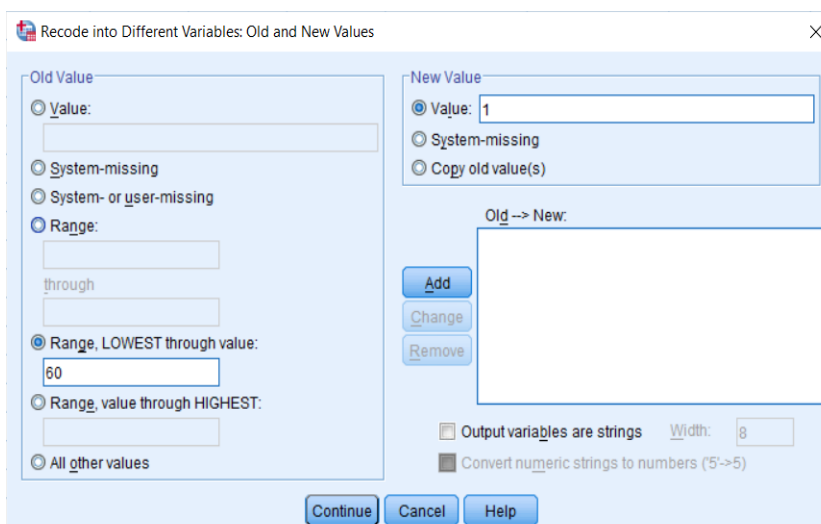 Recode into Different Variables: Old and New Values
Old Value
Value:
System-missing
System- or user-missing
Range:
through
Range, LOWEST through value:
60
Range, value through HIGHEST:
All other values
New Value
Value: 1
System-missing
Copy old value(s)
Old --> New:
Add
Change
Remove
Output variables are strings Width: 8
Convert numeric strings to numbers ('5'->5)
Continue Cancel Help